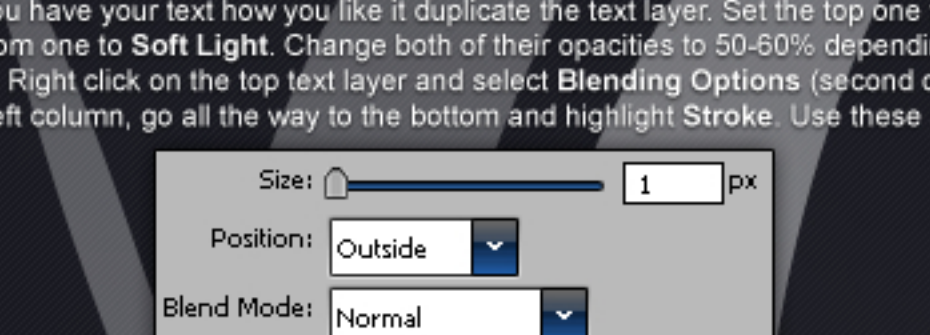 ou have your text how you like it duplicate the text layer. Set the top one
om one to Soft Light. Change both of their opacities to 50-60% dependi
Right click on the top text layer and select Blending Options (second
eft column, go all the way to the bottom and highlight Stroke. Use these
Size: 1 px
Position: Outside
Blend Mode: Normal